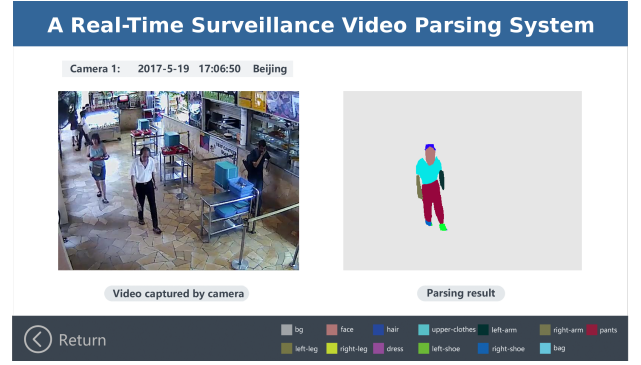 A Real-Time Surveillance Video Parsing System
Camera 1: 2017-5-19 17:06:50 Beijing
Video captured by camera
Parsing result
Return
bg face hair upper-clothes left-arm right-arm pants
left-leg right-leg dress left-shoe right-shoe bag